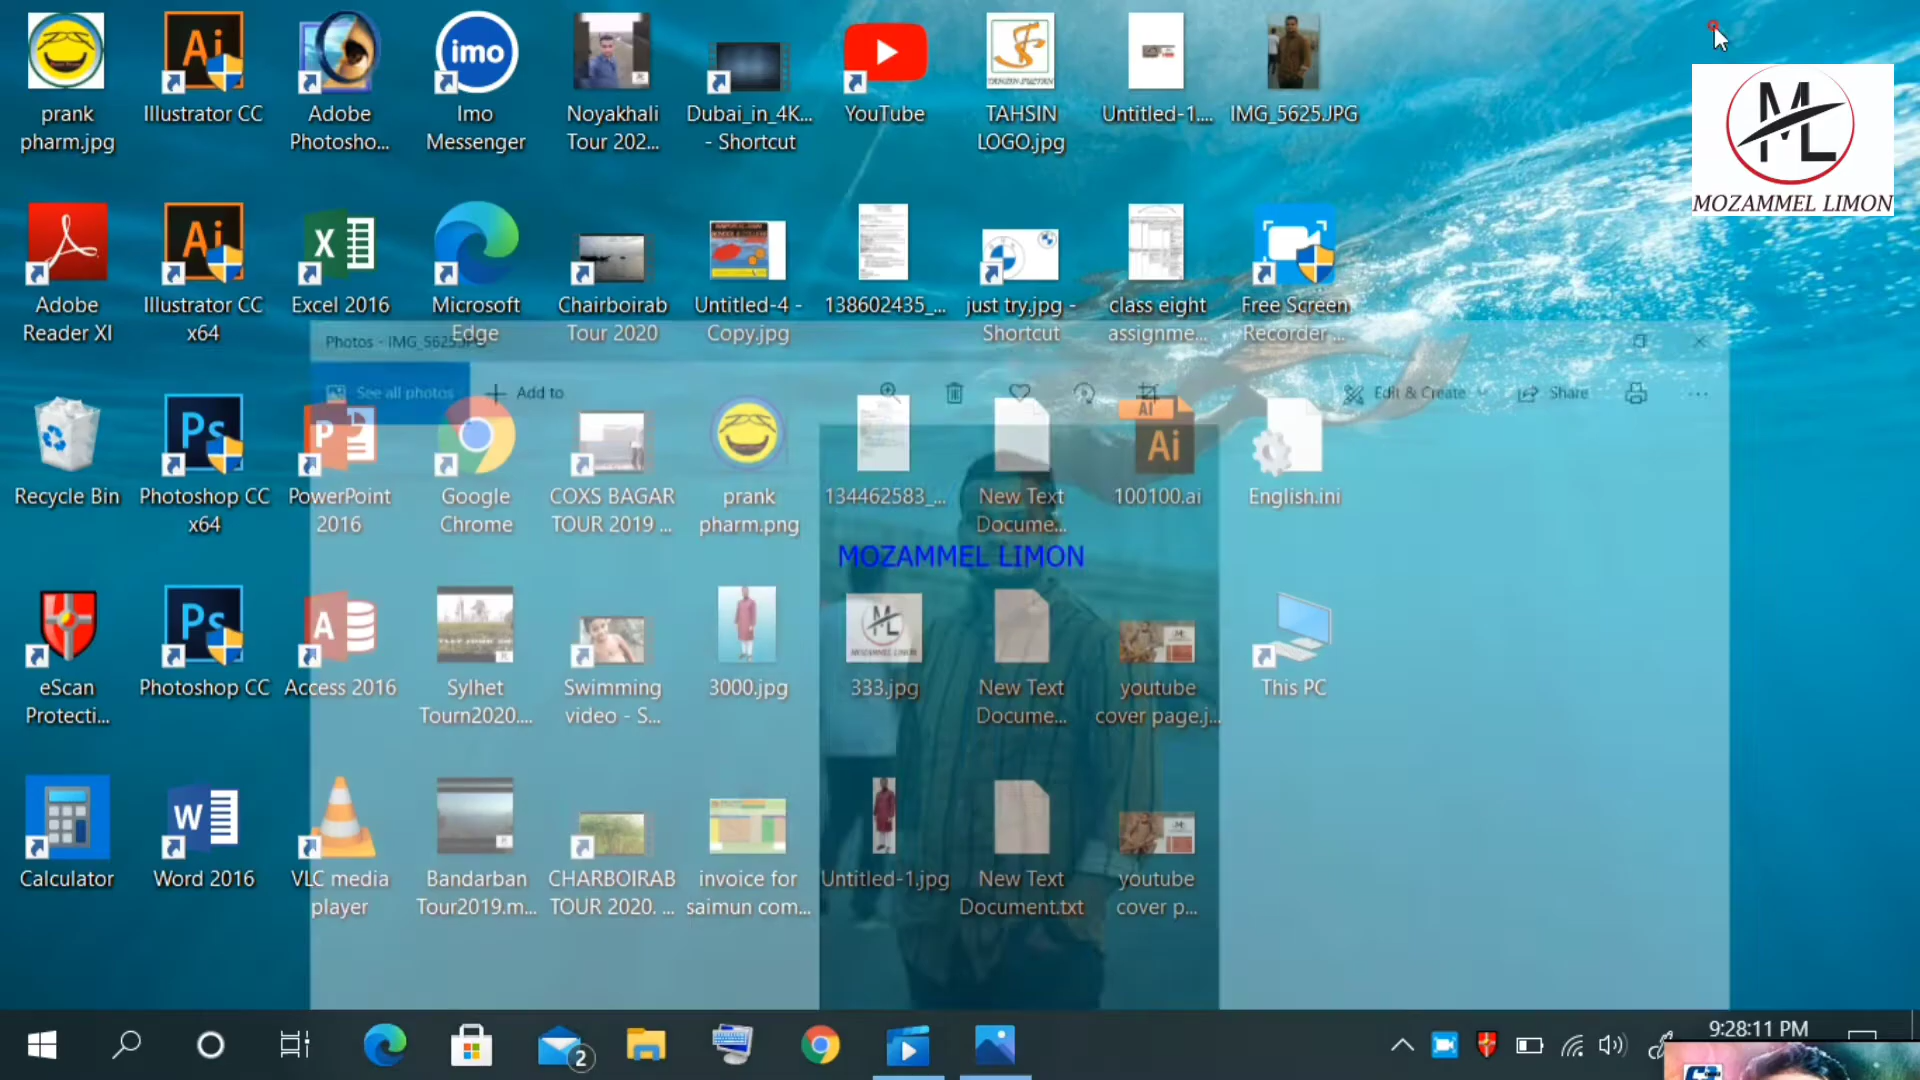 prank
pharm.jpg
Illustrator CC
Adobe
Photosho...
imo
Imo
Messenger
Noyakhali
Tour 202...
Dubai_in_4K...
- Shortcut
YouTube
TAHSIN
LOGO.jpg
Untitled-1....
IMG_5625.JPG
ML
MOZAMMEL LIMON
Adobe
Reader XI
Illustrator CC
x64
Excel 2016
Microsoft
Edge
Chairboirab
Tour 2020
Untitled-4 -
Copy.jpg
138602435_...
just try.jpg -
Shortcut
class eight
assignme...
Free Screen
Recorder ...
Photos - IMG_5625.JPG
See all photos
Add to
Edit & Create
Share
Recycle Bin
Photoshop CC
x64
PowerPoint
2016
Google
Chrome
COXS BAGAR
TOUR 2019 ...
prank
pharm.png
134462583_...
New Text
Docume...
100100.ai
English.ini
MOZAMMEL LIMON
eScan
Protecti...
Photoshop CC
Access 2016
Sylhet
Tourn2020....
Swimming
video - S...
3000.jpg
333.jpg
New Text
Docume...
youtube
cover page.j...
This PC
Calculator
Word 2016
VLC media
player
Bandarban
Tour2019.m...
CHARBOIRAB
TOUR 2020. ...
invoice for
saimun com...
Untitled-1.jpg
New Text
Document.txt
youtube
cover p...
2
9:28:11 PM